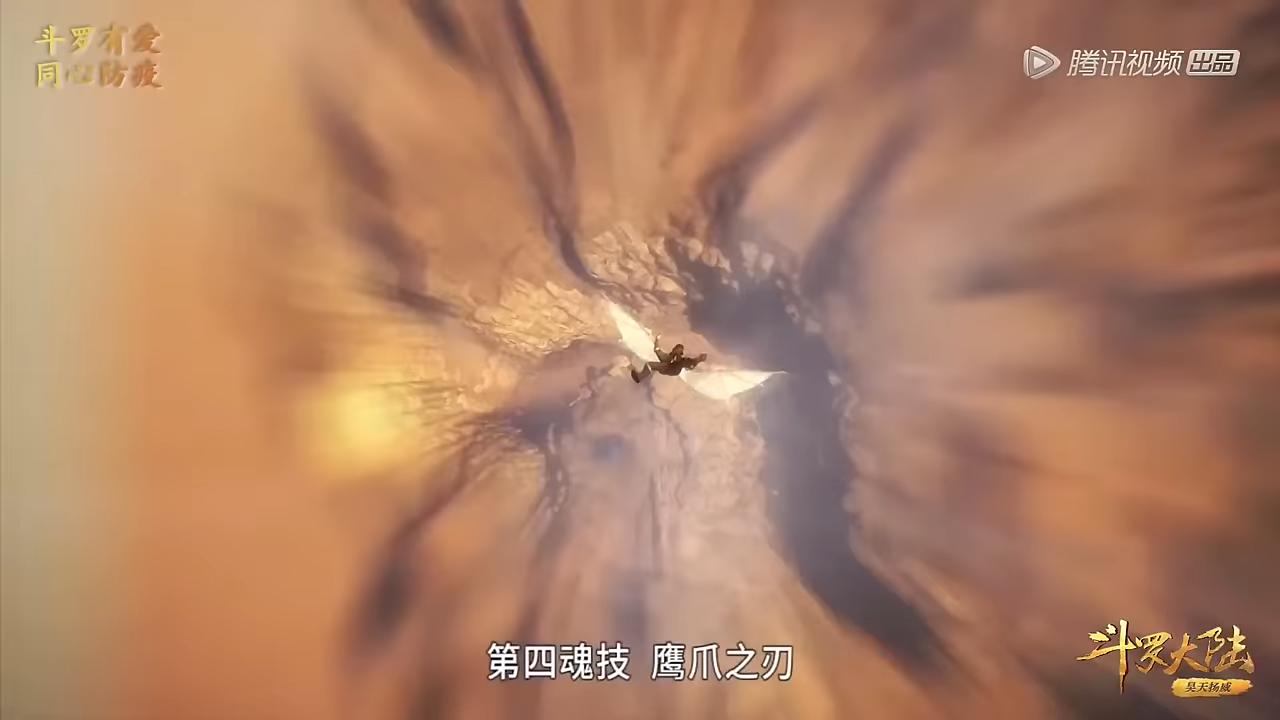 斗罗有爱
同心防疫
腾讯视频 出品
第四魂技 鹰爪之刃
斗罗大陆
昊天扬威